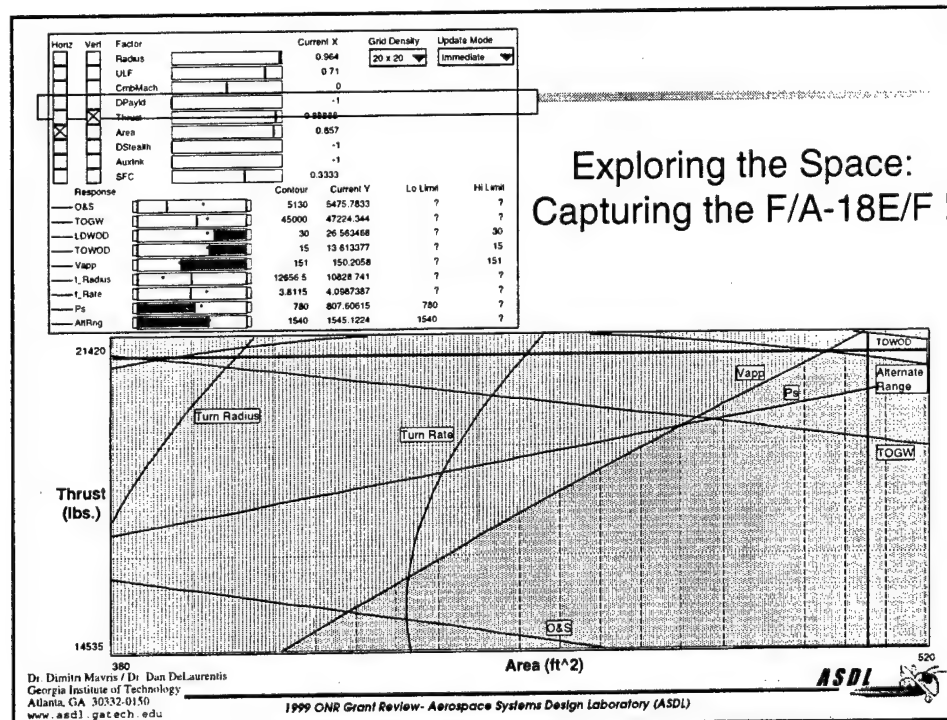 Horiz Vert Factor Current X Grid Density Update Mode
Radius 0.964 20 x 20 Immediate
ULF 0.71
CmbMach 0
DPayld -1
Thrust
Area 0.857
DStealth -1
AuxInk -1
SFC 0.3333
Response Contour Current Y Lo Limit Hi Limit
O&S 5130 5475.7833 ? ?
TOGW 45000 47224.344 ? ?
LDWOD 30 26.563468 ? 30
TOWOD 15 13.613377 ? 15
Vapp 151 150.2058 ? 151
t_Radius 12656.5 10828.741 ? ?
t_Rate 3.8115 4.0987387 ? ?
Ps 780 807.60615 780 ?
AltRng 1540 1545.1224 1540 ?
Exploring the Space:
Capturing the F/A-18E/F
21420
TOWOD
Vapp
Alternate
Range
Ps
Turn Radius
Turn Rate
TOGW
Thrust
(lbs.)
O&S
14535
380
Area (ft^2)
520
Dr. Dimitri Mavris / Dr. Dan DeLaurentis
Georgia Institute of Technology
Atlanta, GA 30332-0150
www.asdl.gatech.edu
1999 ONR Grant Review- Aerospace Systems Design Laboratory (ASDL)
ASDL